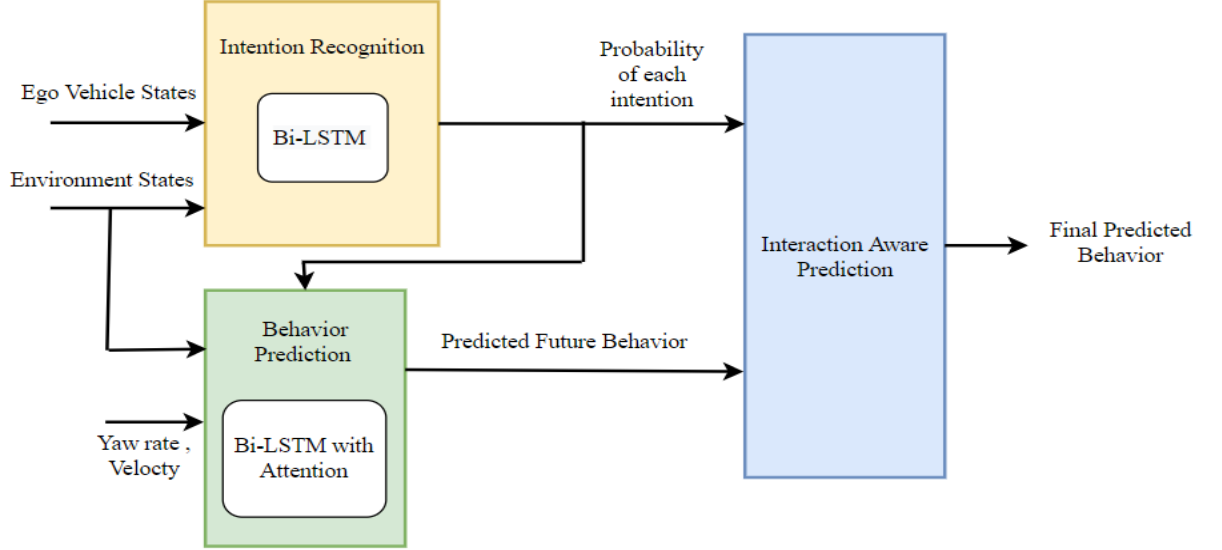 Intention Recognition
Bi-LSTM
Ego Vehicle States
Environment States
Probability
of each
intention
Interaction Aware
Prediction
Final Predicted
Behavior
Behavior
Prediction
Bi-LSTM with
Attention
Predicted Future Behavior
Yaw rate ,
Velocty